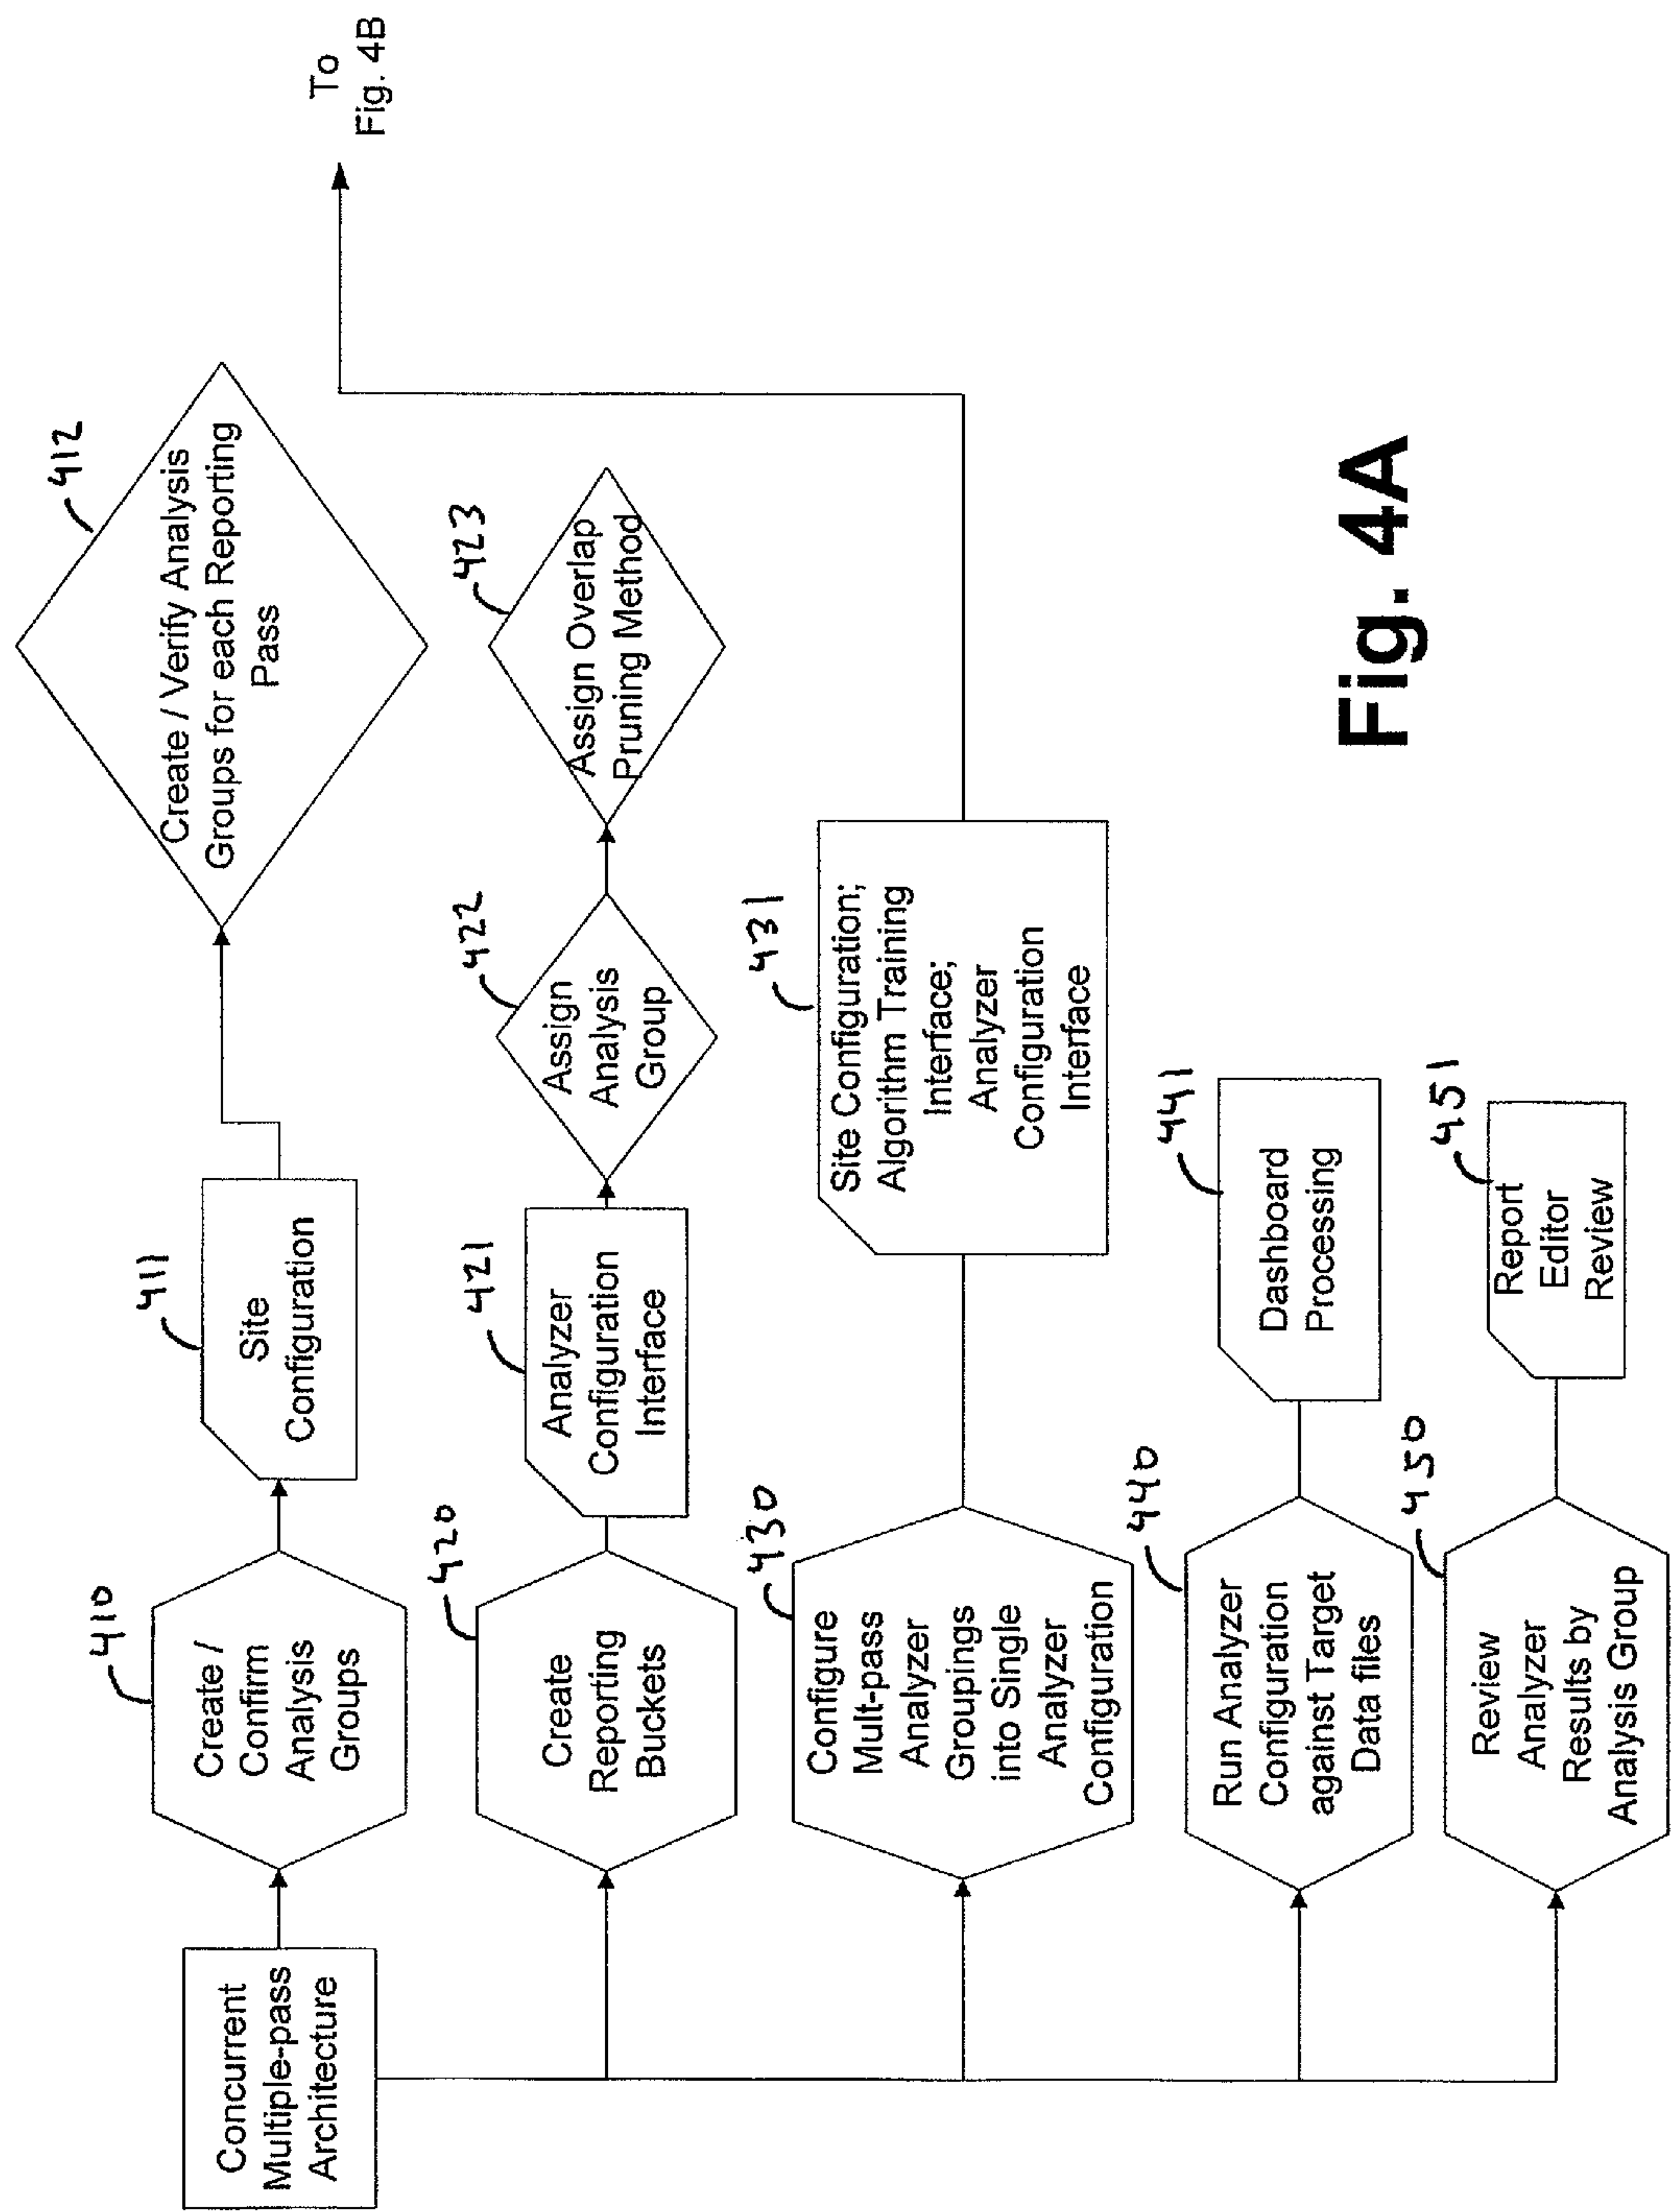 Concurrent
Multiple-pass
Architecture
410
Create /
Confirm
Analysis
Groups
411
Site
Configuration
412
Create / Verify Analysis
Groups for each Reporting
Pass
420
Create
Reporting
Buckets
421
Analyzer
Configuration
Interface
422
Assign
Analysis
Group
423
Assign Overlap
Pruning Method
430
Configure
Mult-pass
Analyzer
Groupings
into Single
Analyzer
Configuration
431
Site Configuration;
Algorithm Training
Interface;
Analyzer
Configuration
Interface
To
Fig. 4B
440
Run Analyzer
Configuration
against Target
Data files
441
Dashboard
Processing
450
Review
Analyzer
Results by
Analysis Group
451
Report
Editor
Review
Fig. 4A